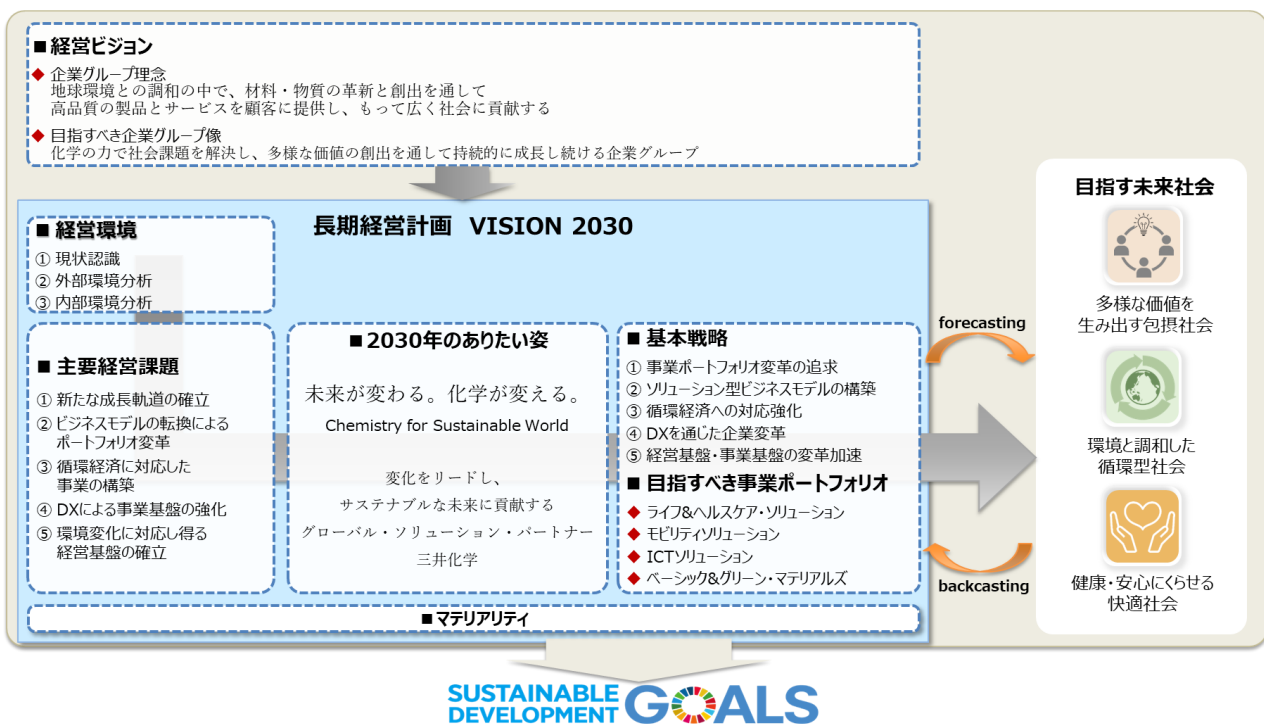 ■ 経営ビジョン
◆ 企業グループ理念
地球環境との調和の中で、材料・物質の革新と創出を通して
高品質の製品とサービスを顧客に提供し、もって広く社会に貢献する
◆ 目指すべき企業グループ像
化学の力で社会課題を解決し、多様な価値の創出を通して持続的に成長し続ける企業グループ
長期経営計画 VISION 2030
■ 経営環境
① 現状認識
② 外部環境分析
③ 内部環境分析
■ 主要経営課題
① 新たな成長軌道の確立
② ビジネスモデルの転換による
ポートフォリオ変革
③ 循環経済に対応した
事業の構築
④ DXによる事業基盤の強化
⑤ 環境変化に対応し得る
経営基盤の確立
■ 2030年のありたい姿
未来が変わる。化学が変える。
Chemistry for Sustainable World
変化をリードし、
サステナブルな未来に貢献する
グローバル・ソリューション・パートナー
三井化学
■ 基本戦略
① 事業ポートフォリオ変革の追求
② ソリューション型ビジネスモデルの構築
③ 循環経済への対応強化
④ DXを通じた企業変革
⑤ 経営基盤・事業基盤の変革加速
■ 目指すべき事業ポートフォリオ
◆ ライフ&ヘルスケア・ソリューション
◆ モビリティソリューション
◆ ICTソリューション
◆ ベーシック&グリーン・マテリアルズ
■ マテリアリティ
forecasting
backcasting
目指す未来社会
多様な価値を
生み出す包摂社会
環境と調和した
循環型社会
健康・安心にくらせる
快適社会
SUSTAINABLE
DEVELOPMENT
GOALS